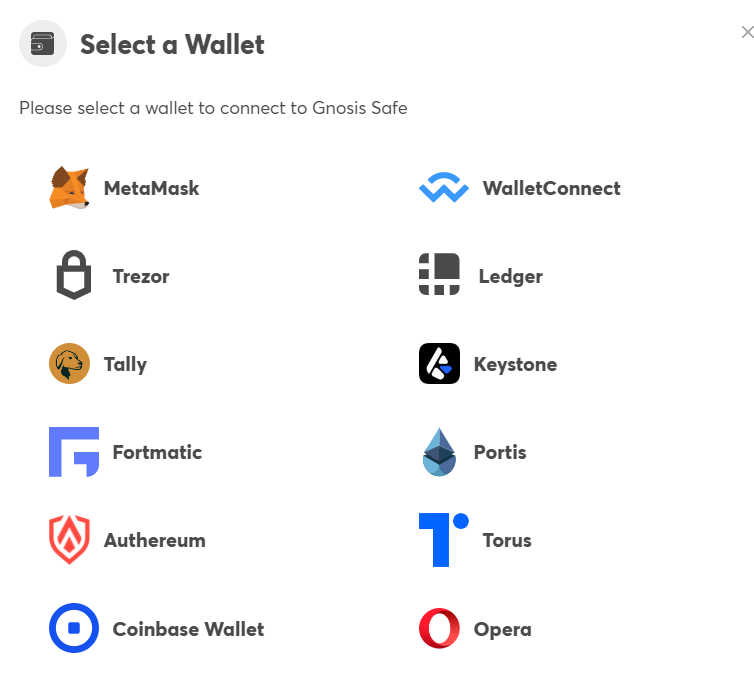 Select a Wallet
Please select a wallet to connect to Gnosis Safe
MetaMask
WalletConnect
Trezor
Ledger
Tally
Keystone
Fortmatic
Portis
Authereum
Torus
Coinbase Wallet
Opera